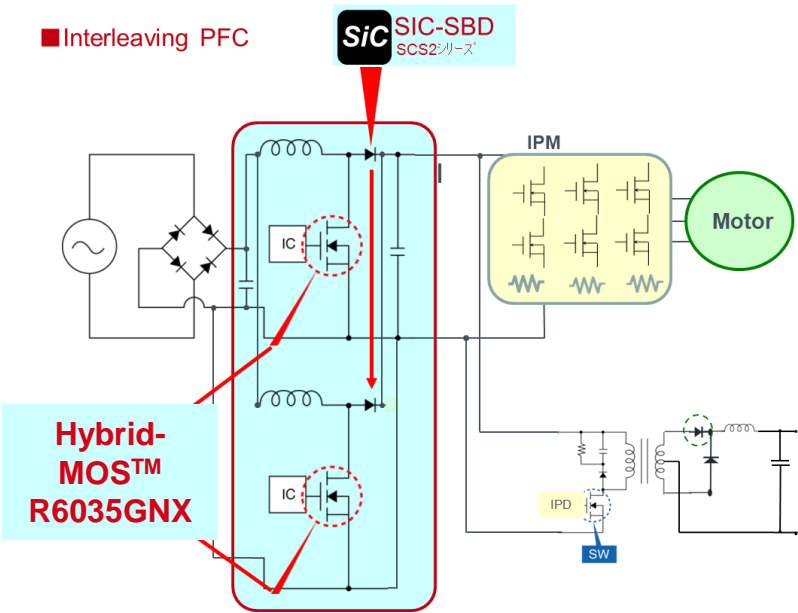 ■Interleaving PFC
SiC
SIC-SBD
SCS2ｼﾘｰｽﾞ
IPM
IC
Motor
IC
Hybrid-
MOS™
R6035GNX
IPD
SW